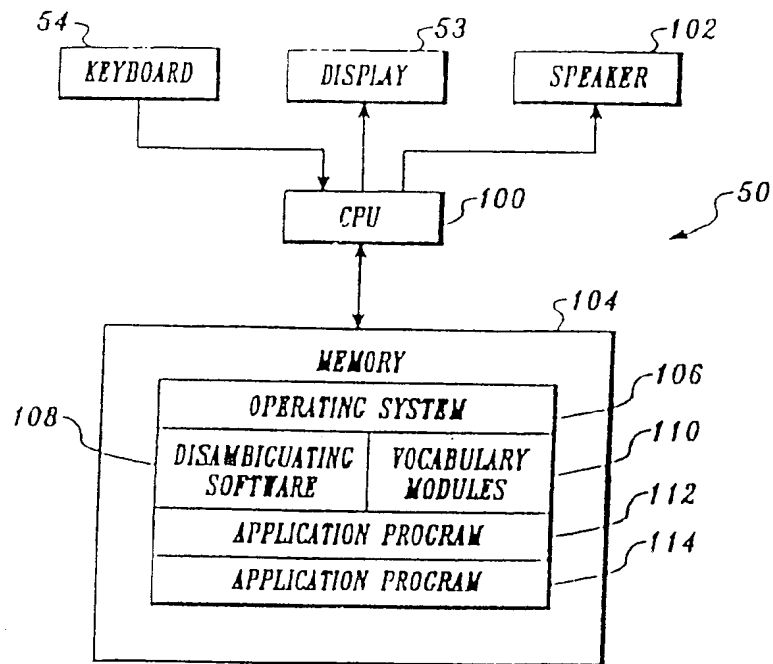 54
53
102
KEYBOARD
DISPLAY
SPEAKER
CPU
100
50
104
MEMORY
OPERATING SYSTEM
106
108
DISAMBIGUATING
SOFTWARE
VOCABULARY
MODULES
110
APPLICATION PROGRAM
112
APPLICATION PROGRAM
114